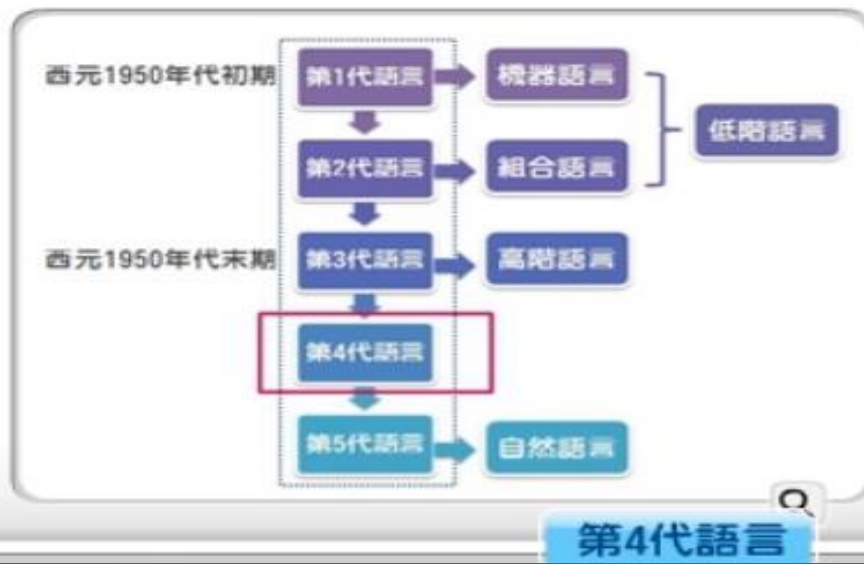 西元1950年代初期
第1代語言
機器語言
低階語言
第2代語言
組合語言
西元1950年代末期
第3代語言
高階語言
第4代語言
第5代語言
自然語言
第4代語言